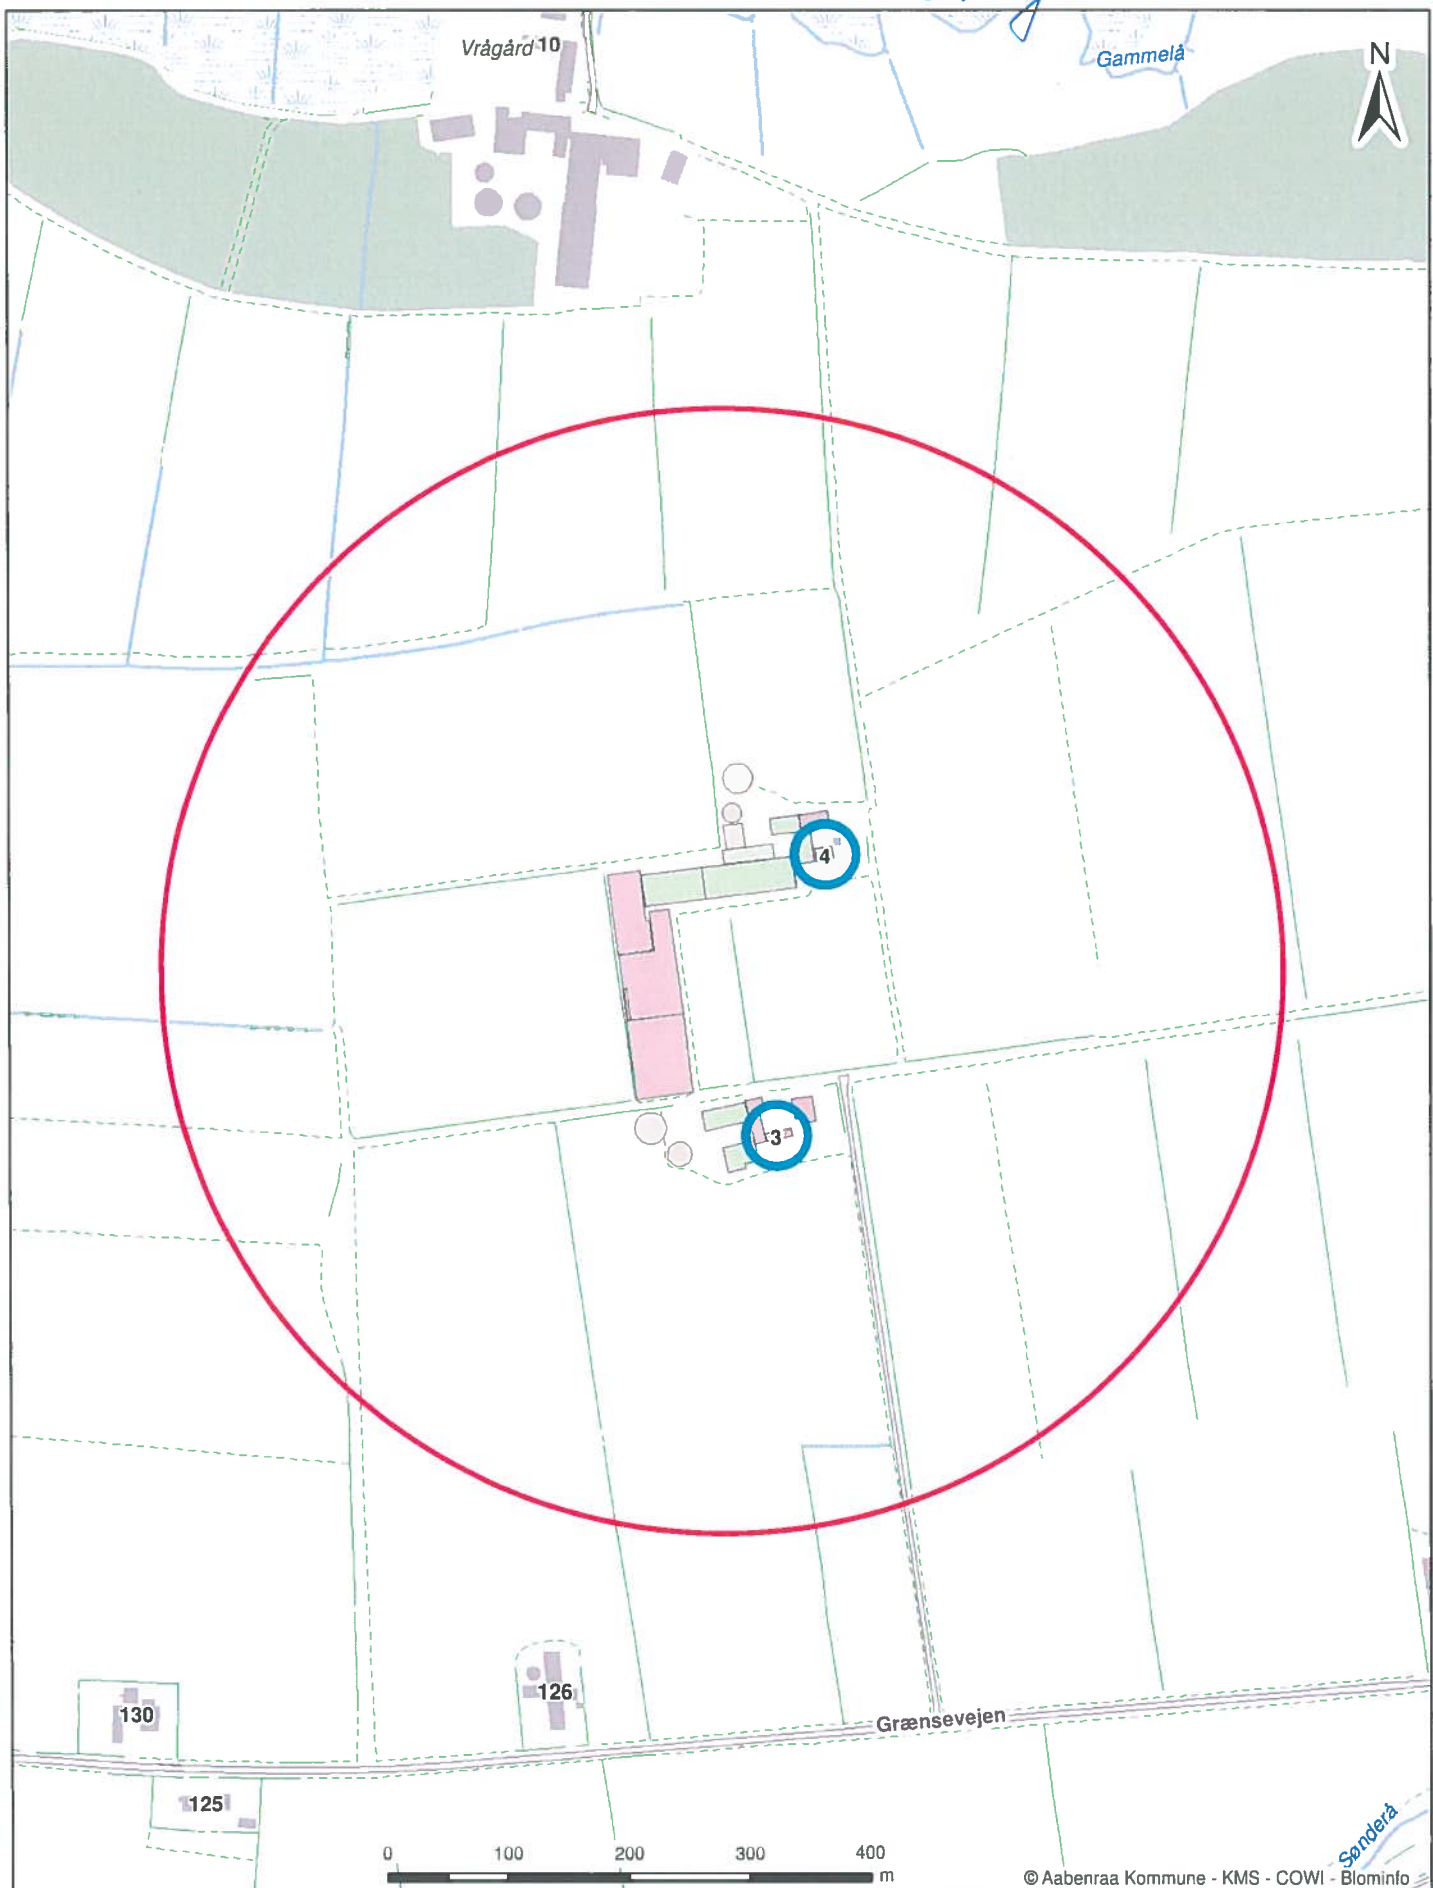 Vrågård 10
Gammelå
N
4
3
126
130
Grænsevejen
125
Sønderå
0 100 200 300 400
m
© Aabenraa Kommune - KMS - COWI - Blominfo